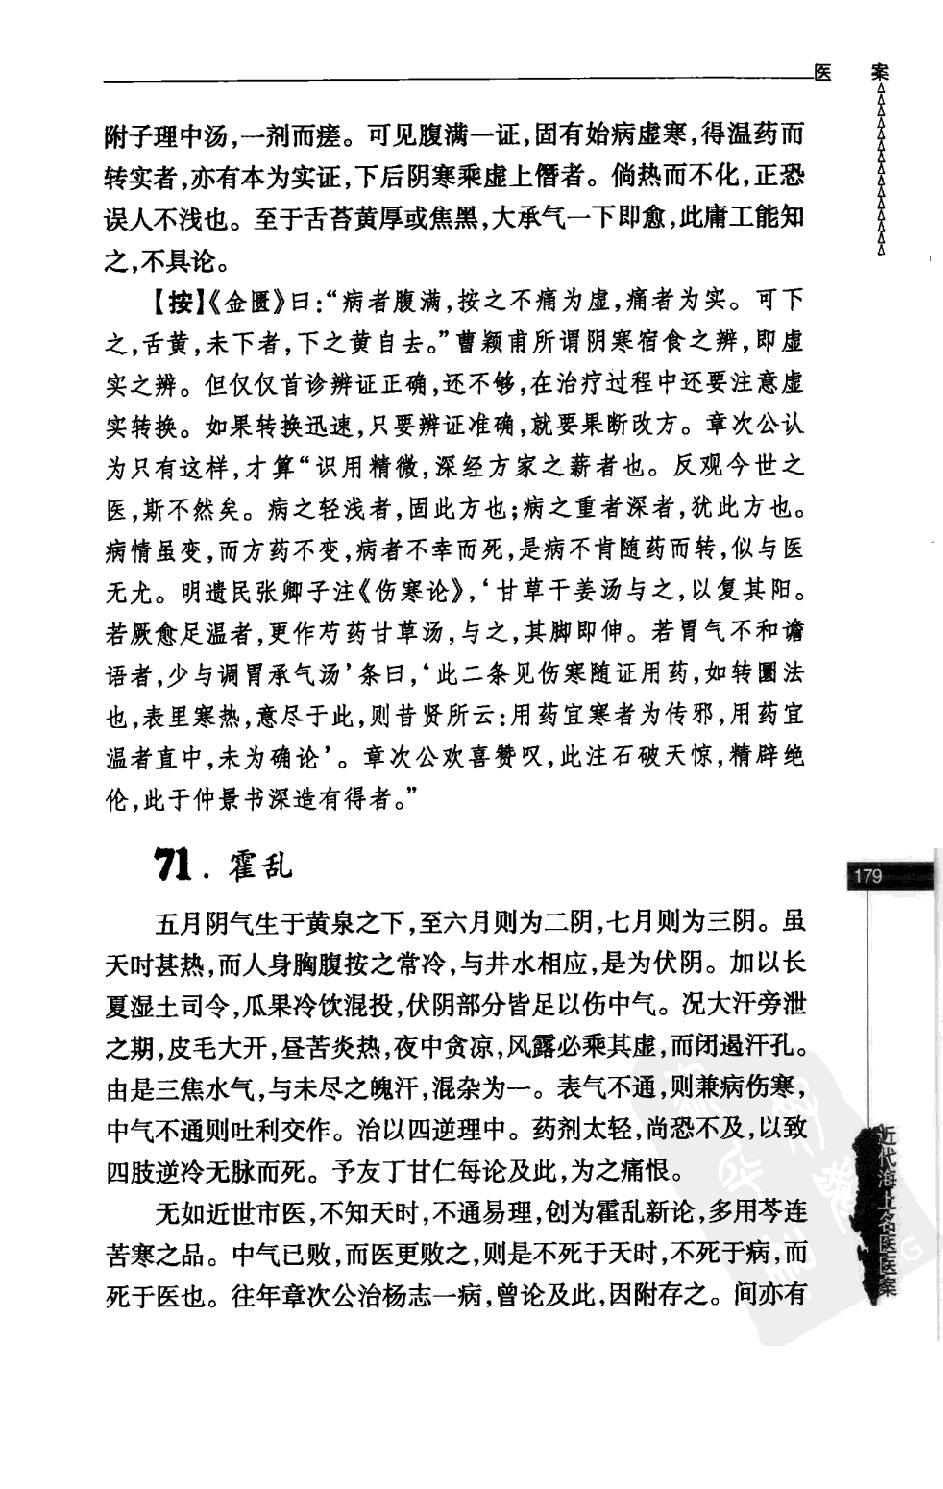 医 案
附子理中汤,一剂而瘥。可见腹满一证,固有始病虚寒,得温药而
转实者,亦有本为实证,下后阴寒乘虚上僭者。倘热而不化,正恐
误人不浅也。至于舌苔黄厚或焦黑,大承气一下即愈,此庸工能知
之,不具论。
【按】《金匮》曰:“病者腹满,按之不痛为虚,痛者为实。可下
之,舌黄,未下者,下之黄自去。”曹颖甫所谓阴寒宿食之辨,即虚
实之辨。但仅仅首诊辨证正确,还不够,在治疗过程中还要注意虚
实转换。如果转换迅速,只要辨证准确,就要果断改方。章次公认
为只有这样,才算“识用精微,深经方家之薪者也。反观今世之
医,斯不然矣。病之轻浅者,固此方也;病之重者深者,犹此方也。
病情虽变,而方药不变,病者不幸而死,是病不肯随药而转,似与医
无尤。明遗民张卿子注《伤寒论》,‘甘草干姜汤与之,以复其阳。
若厥愈足温者,更作芍药甘草汤,与之,其脚即伸。若胃气不和谵
语者,少与调胃承气汤’条曰,‘此二条见伤寒随证用药,如转圜法
也,表里寒热,意尽于此,则昔贤所云:用药宜寒者为传邪,用药宜
温者直中,未为确论’。章次公欢喜赞叹,此注石破天惊,精辟绝
伦,此于仲景书深造有得者。”
71. 霍乱
五月阴气生于黄泉之下,至六月则为二阴,七月则为三阴。虽
天时甚热,而人身胸腹按之常冷,与井水相应,是为伏阴。加以长
夏湿土司令,瓜果冷饮混投,伏阴部分皆足以伤中气。况大汗旁泄
之期,皮毛大开,昼苦炎热,夜中贪凉,风露必乘其虚,而闭遏汗孔。
由是三焦水气,与未尽之魄汗,混杂为一。表气不通,则兼病伤寒,
中气不通则吐利交作。治以四逆理中。药剂太轻,尚恐不及,以致
四肢逆冷无脉而死。予友丁甘仁每论及此,为之痛恨。
无如近世市医,不知天时,不通易理,创为霍乱新论,多用芩连
苦寒之品。中气已败,而医更败之,则是不死于天时,不死于病,而
死于医也。往年章次公治杨志一病,曾论及此,因附存之。间亦有
179
近代海上名医医案